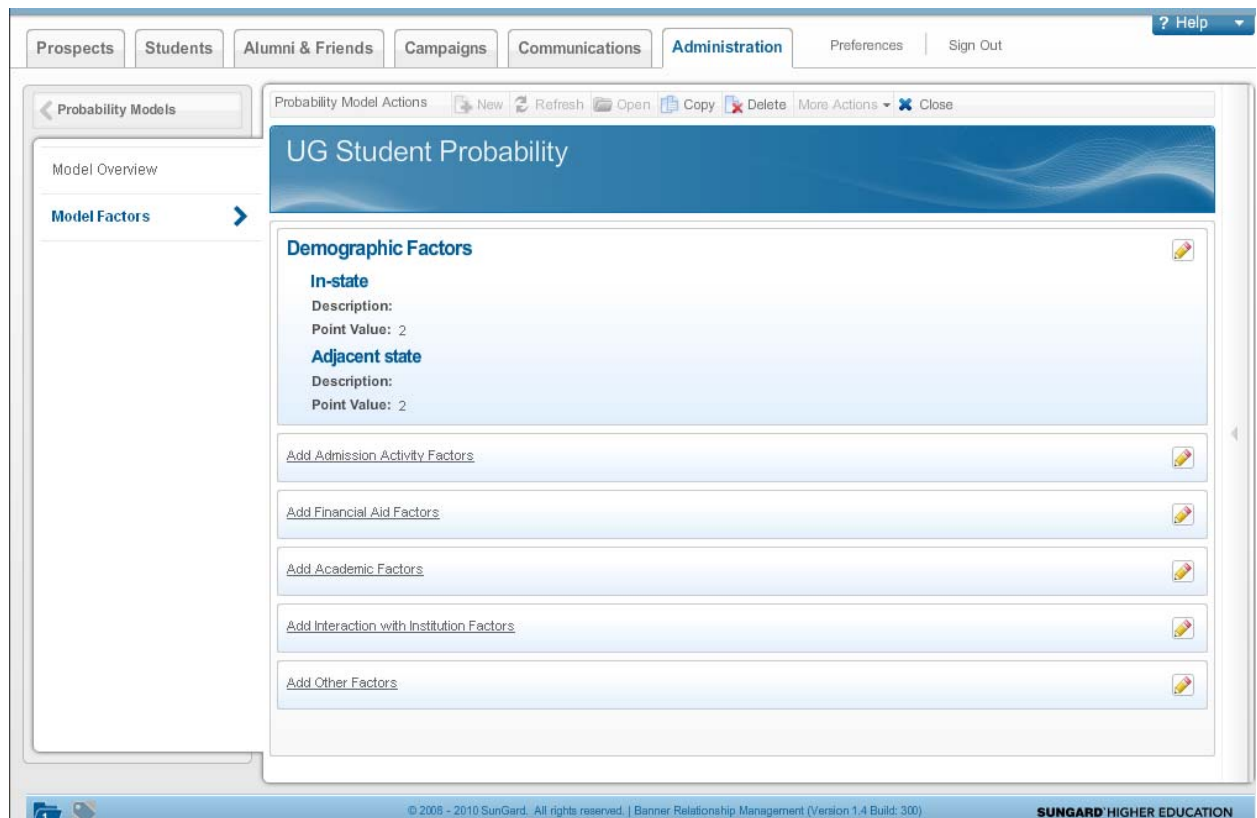 ? Help
Prospects Students Alumni & Friends Campaigns Communications Administration Preferences Sign Out
Probability Models
Probability Model Actions New Refresh Open Copy Delete More Actions Close
Model Overview
Model Factors
UG Student Probability
Demographic Factors
In-state
Description:
Point Value: 2
Adjacent state
Description:
Point Value: 2
Add Admission Activity Factors
Add Financial Aid Factors
Add Academic Factors
Add Interaction with Institution Factors
Add Other Factors
© 2008 - 2010 SunGard. All rights reserved. | Banner Relationship Management (Version 1.4 Build: 300)
SUNGARD HIGHER EDUCATION